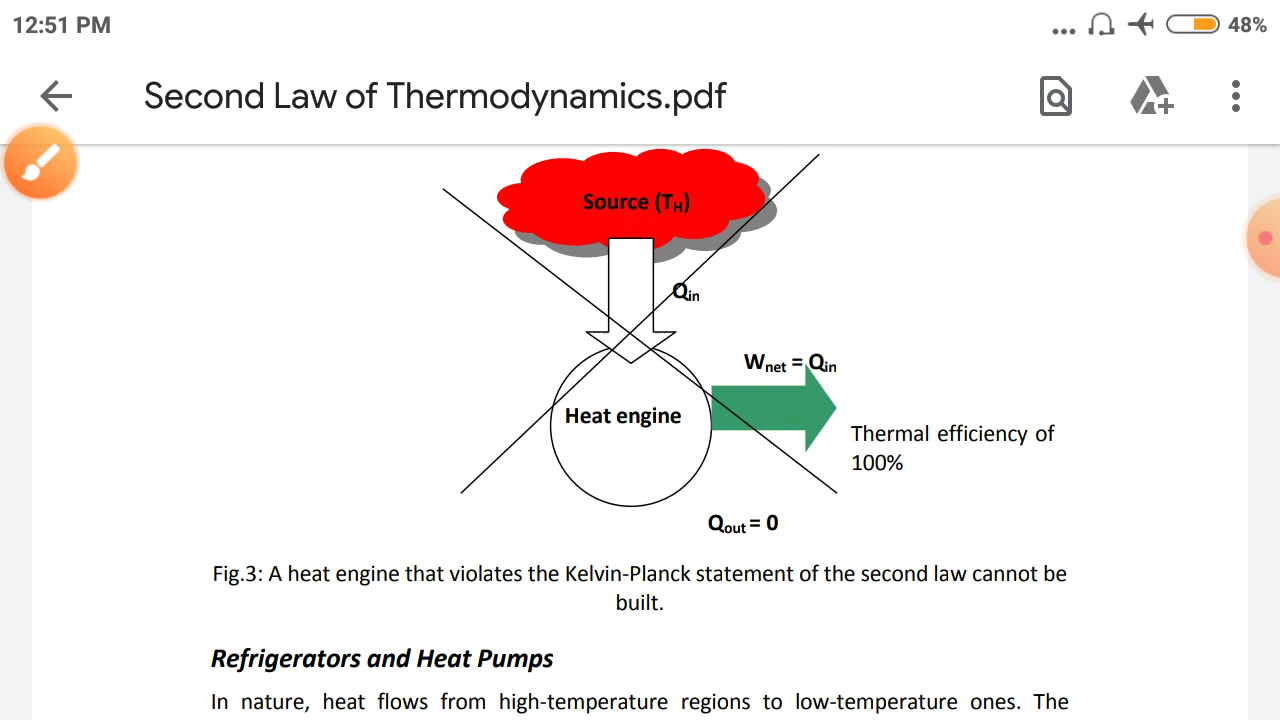 12:51 PM
48%
Second Law of Thermodynamics.pdf
Source (TH)
Qin
Wnet = Qin
Heat engine
Thermal efficiency of
100%
Qout = 0
Fig.3: A heat engine that violates the Kelvin-Planck statement of the second law cannot be
built.
Refrigerators and Heat Pumps
In nature, heat flows from high-temperature regions to low-temperature ones. The